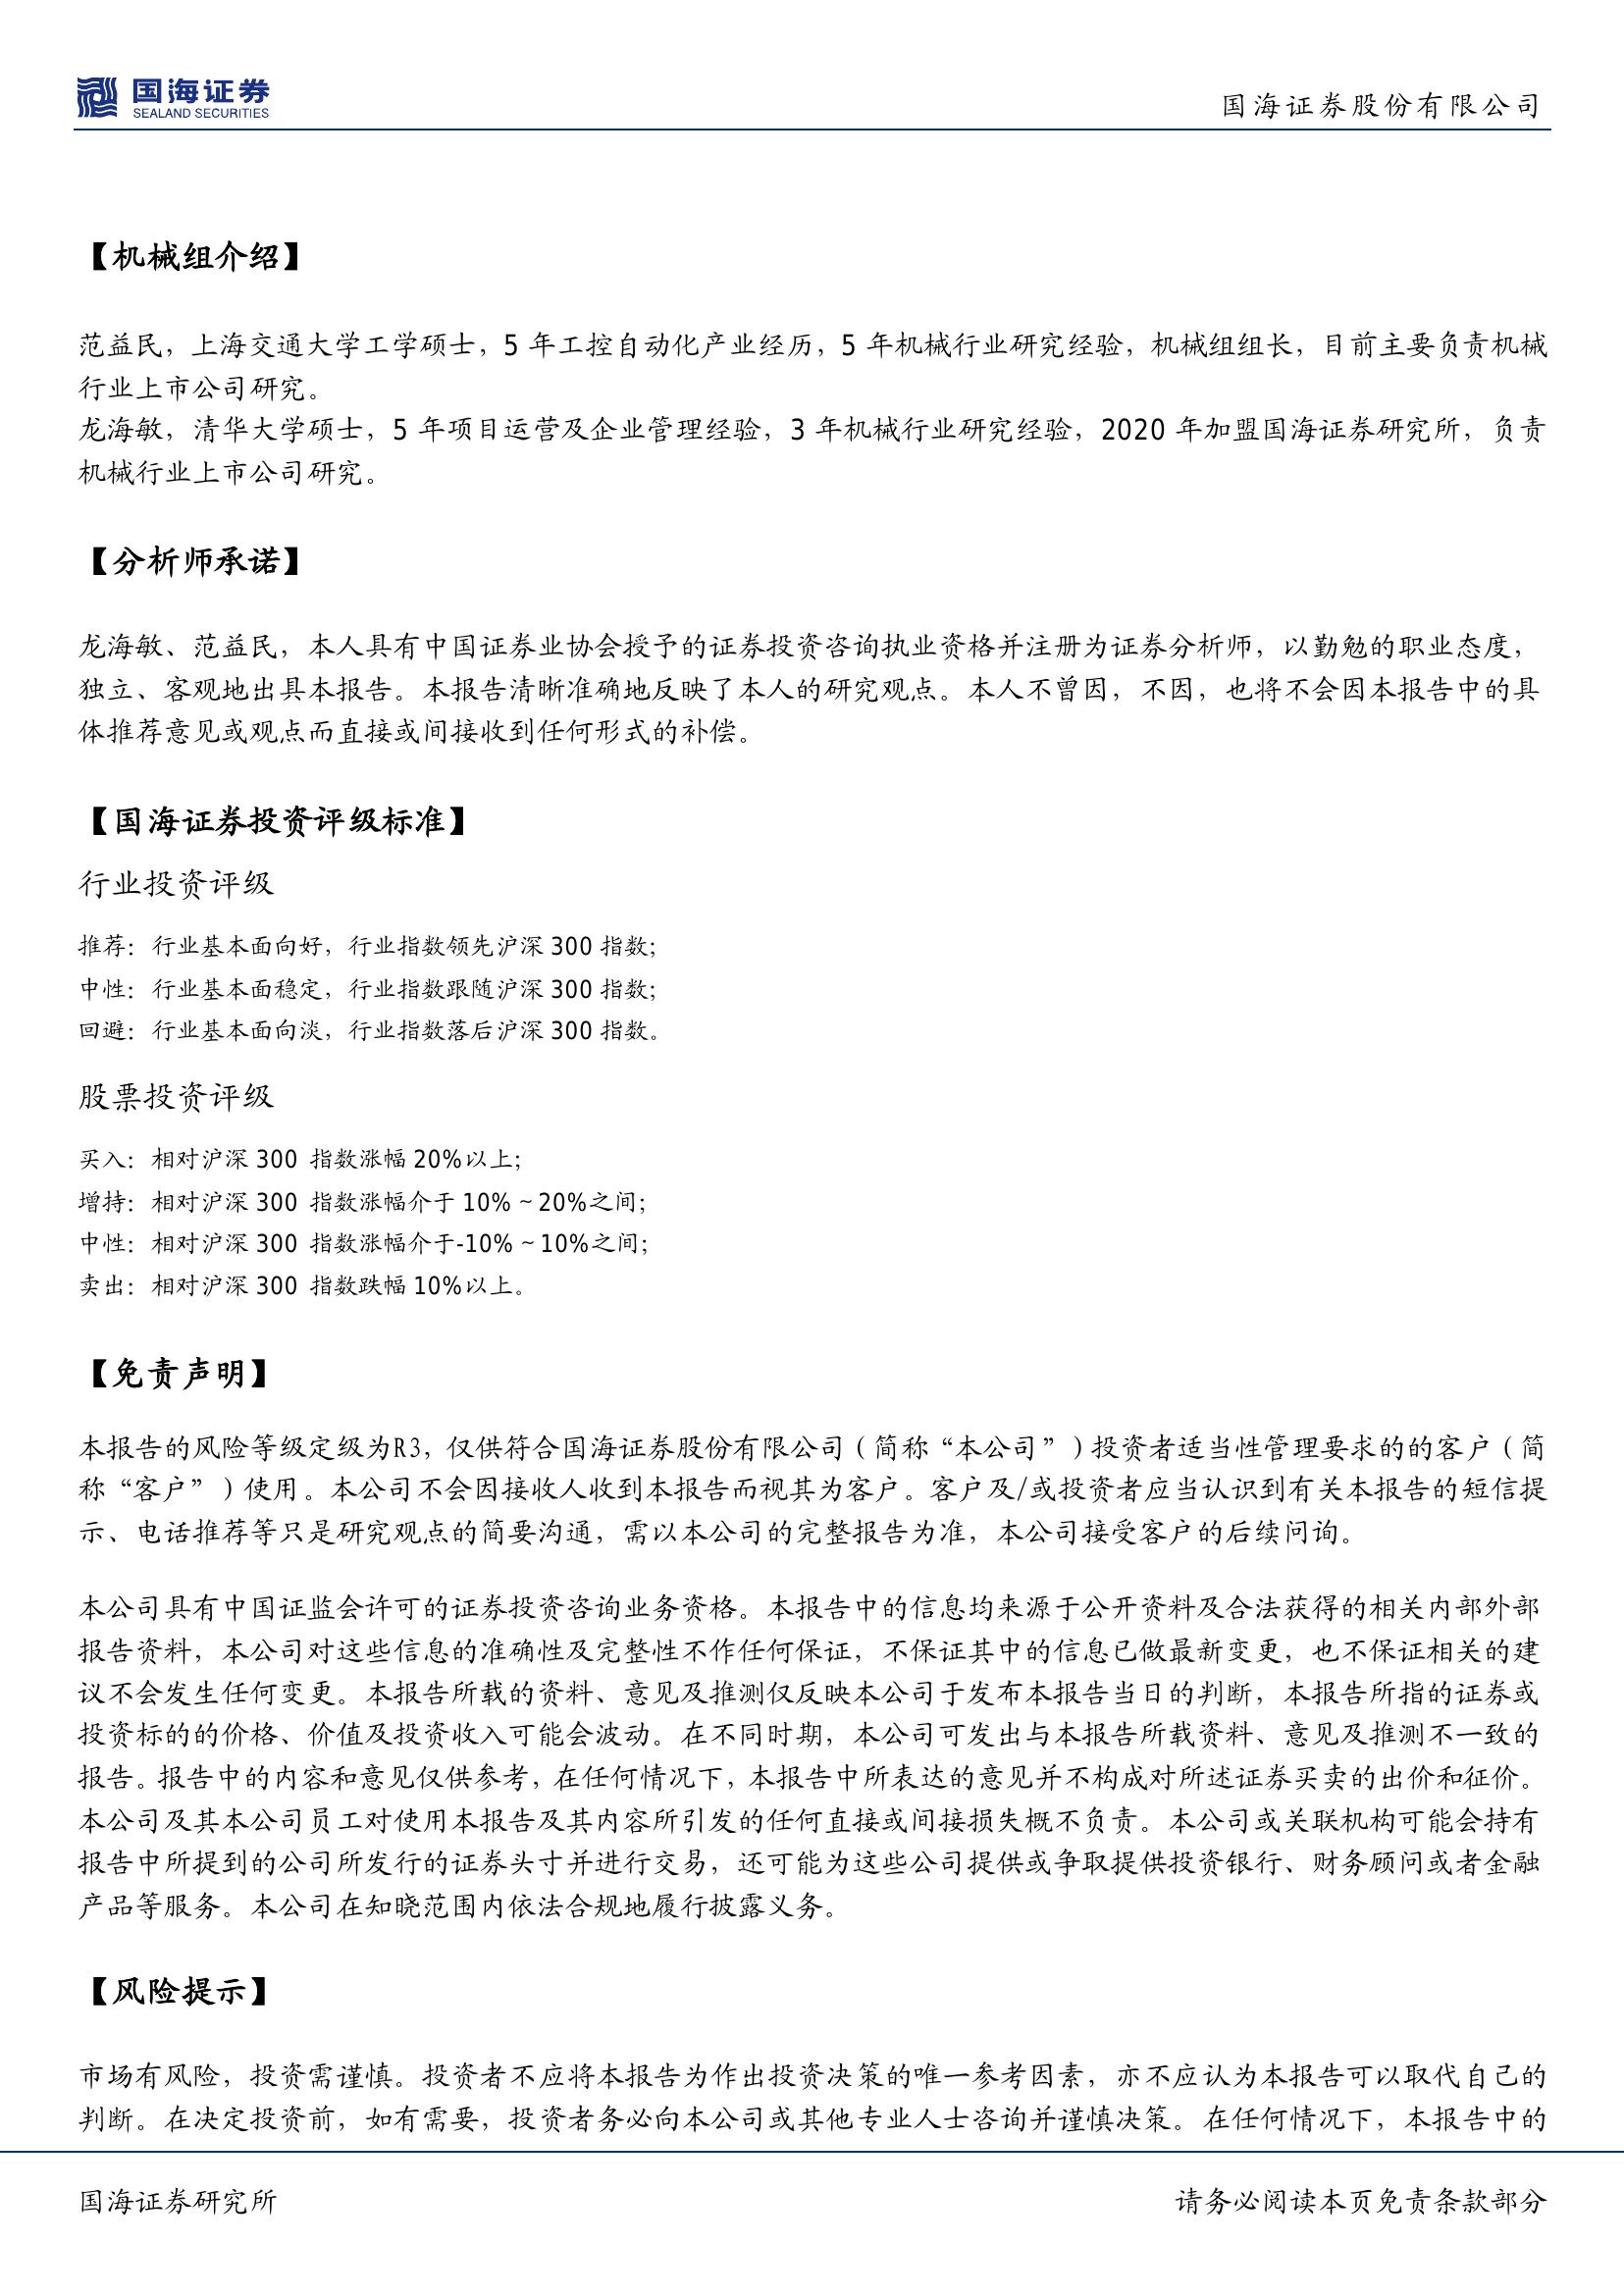 国海证券
SEALAND SECURITIES
国海证券股份有限公司
【机械组介绍】
范益民，上海交通大学工学硕士，5 年工控自动化产业经历，5 年机械行业研究经验，机械组组长，目前主要负责机械
行业上市公司研究。
龙海敏，清华大学硕士，5 年项目运营及企业管理经验，3 年机械行业研究经验，2020 年加盟国海证券研究所，负责
机械行业上市公司研究。
【分析师承诺】
龙海敏、范益民，本人具有中国证券业协会授予的证券投资咨询执业资格并注册为证券分析师，以勤勉的职业态度，
独立、客观地出具本报告。本报告清晰准确地反映了本人的研究观点。本人不曾因，不因，也将不会因本报告中的具
体推荐意见或观点而直接或间接收到任何形式的补偿。
【国海证券投资评级标准】
行业投资评级
推荐：行业基本面向好，行业指数领先沪深 300 指数；
中性：行业基本面稳定，行业指数跟随沪深 300 指数；
回避：行业基本面向淡，行业指数落后沪深 300 指数。
股票投资评级
买入：相对沪深 300 指数涨幅 20%以上；
增持：相对沪深 300 指数涨幅介于 10%～20%之间；
中性：相对沪深 300 指数涨幅介于-10%～10%之间；
卖出：相对沪深 300 指数跌幅 10%以上。
【免责声明】
本报告的风险等级定级为R3，仅供符合国海证券股份有限公司（简称“本公司”）投资者适当性管理要求的的客户（简
称“客户”）使用。本公司不会因接收人收到本报告而视其为客户。客户及/或投资者应当认识到有关本报告的短信提
示、电话推荐等只是研究观点的简要沟通，需以本公司的完整报告为准，本公司接受客户的后续问询。
本公司具有中国证监会许可的证券投资咨询业务资格。本报告中的信息均来源于公开资料及合法获得的相关内部外部
报告资料，本公司对这些信息的准确性及完整性不作任何保证，不保证其中的信息已做最新变更，也不保证相关的建
议不会发生任何变更。本报告所载的资料、意见及推测仅反映本公司于发布本报告当日的判断，本报告所指的证券或
投资标的的价格、价值及投资收入可能会波动。在不同时期，本公司可发出与本报告所载资料、意见及推测不一致的
报告。报告中的内容和意见仅供参考，在任何情况下，本报告中所表达的意见并不构成对所述证券买卖的出价和征价。
本公司及其本公司员工对使用本报告及其内容所引发的任何直接或间接损失概不负责。本公司或关联机构可能会持有
报告中所提到的公司所发行的证券头寸并进行交易，还可能为这些公司提供或争取提供投资银行、财务顾问或者金融
产品等服务。本公司在知晓范围内依法合规地履行披露义务。
【风险提示】
市场有风险，投资需谨慎。投资者不应将本报告为作出投资决策的唯一参考因素，亦不应认为本报告可以取代自己的
判断。在决定投资前，如有需要，投资者务必向本公司或其他专业人士咨询并谨慎决策。在任何情况下，本报告中的
国海证券研究所
请务必阅读本页免责条款部分